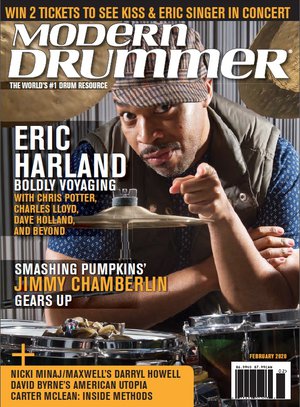 WIN 2 TICKETS TO SEE KISS & ERIC SINGER IN CONCERT
MODERN
DRUMMER
THE WORLD'S #1 DRUM RESOURCE
ERIC
HARLAND
BOLDLY VOYAGING
WITH CHRIS POTTER,
CHARLES LLOYD,
DAVE HOLLAND,
AND BEYOND
SMASHING PUMPKINS'
JIMMY CHAMBERLIN
GEARS UP
FEBRUARY 2020
+
NICKI MINAJ/MAXWELL'S DARRYL HOWELL
DAVID BYRNE'S AMERICAN UTOPIA
CARTER MCLEAN: INSIDE METHODS